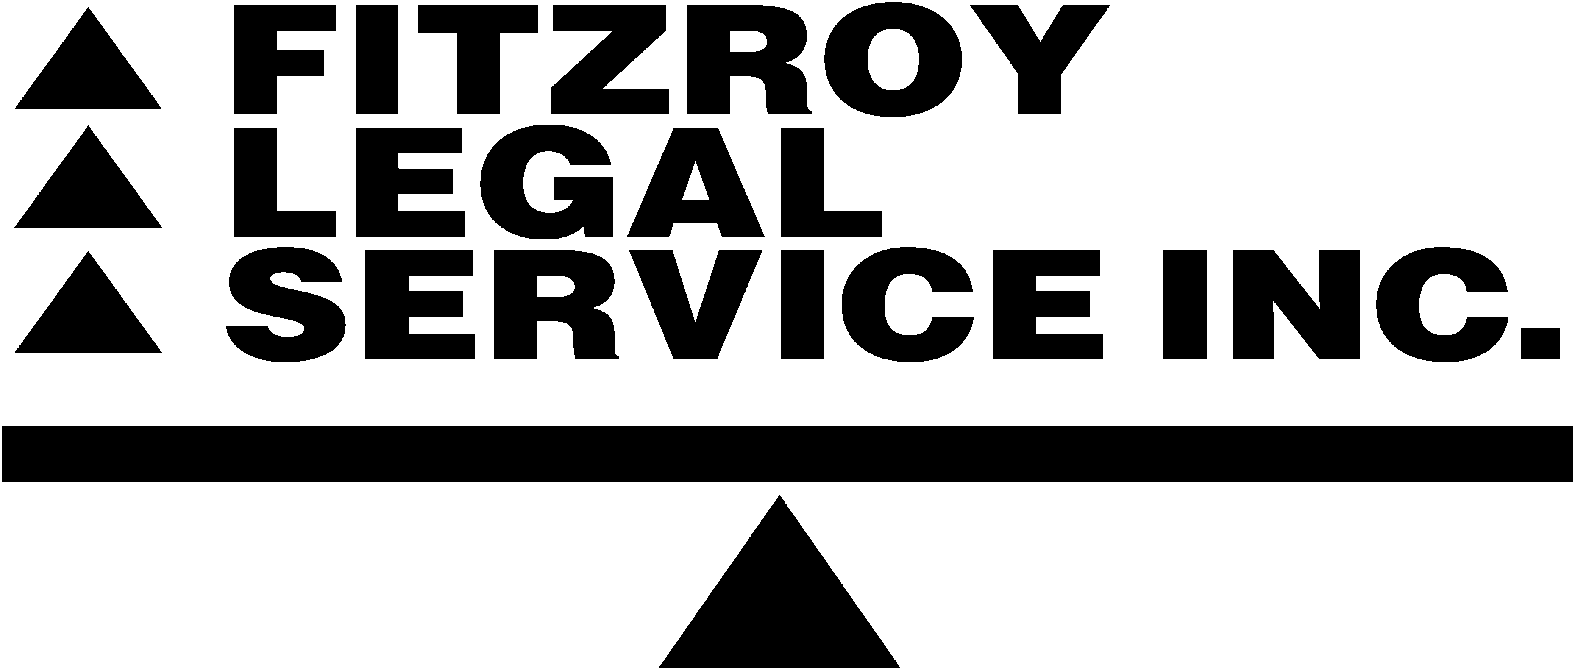 FITZROY
LEGAL
SERVICE INC.